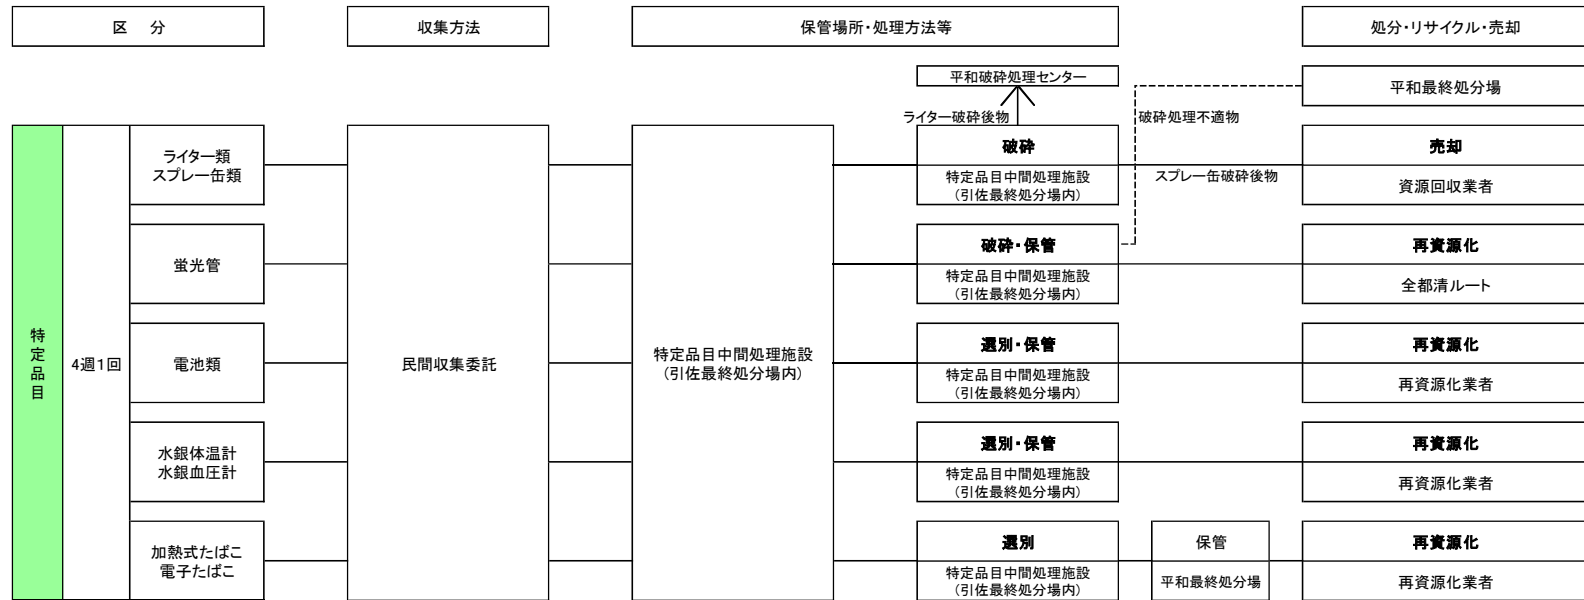 区　分
収集方法
保管場所・処理方法等
処分・リサイクル・売却
平和破砕処理センター
平和最終処分場
ライター破砕後物
破砕処理不適物
特定品目
4週1回
ライター類
スプレー缶類
破砕
特定品目中間処理施設
(引佐最終処分場内)
スプレー缶破砕後物
売却
資源回収業者
蛍光管
破砕・保管
特定品目中間処理施設
(引佐最終処分場内)
再資源化
全都清ルート
電池類
民間収集委託
特定品目中間処理施設
(引佐最終処分場内)
選別・保管
特定品目中間処理施設
(引佐最終処分場内)
再資源化
再資源化業者
水銀体温計
水銀血圧計
選別・保管
特定品目中間処理施設
(引佐最終処分場内)
再資源化
再資源化業者
加熱式たばこ
電子たばこ
選別
特定品目中間処理施設
(引佐最終処分場内)
保管
平和最終処分場
再資源化
再資源化業者